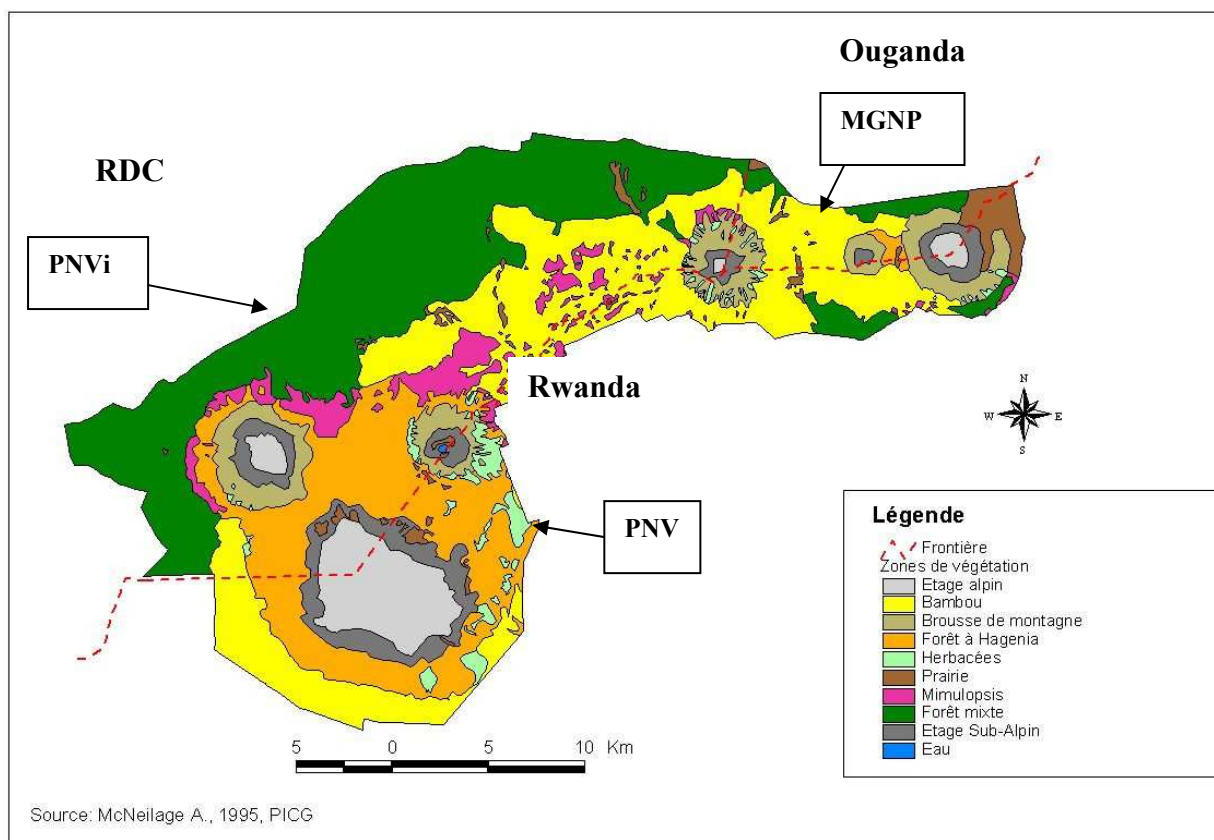 Ouganda
MGNP
RDC
PNVi
Rwanda
N
W E
S
PNV
Légende
Frontière
Zones de végétation
Etage alpin
Bambou
Brousse de montagne
Forêt à Hagenia
Herbacées
Prairie
Mimulopsis
Forêt mixte
Etage Sub-Alpin
Eau
5 0 5 10 Km
Source: McNeilage A., 1995, PICG